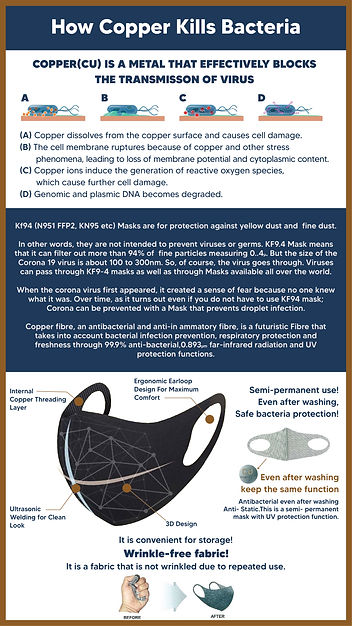 How Copper Kills Bacteria
COPPER(CU) IS A METAL THAT EFFECTIVELY BLOCKS
THE TRANSMISSON OF VIRUS
A B C D
(A) Copper dissolves from the copper surface and causes cell damage.
(B) The cell membrane ruptures because of copper and other stress
phenomena, leading to loss of membrane potential and cytoplasmic content.
(C) Copper ions induce the generation of reactive oxygen species,
which cause further cell damage.
(D) Genomic and plasmic DNA becomes degraded.
Kf94 (N951 FFP2, KN95 etc) Masks are for protection against yellow dust and fine dust.
In other words, they are not intended to prevent viruses or germs. KF9.4 Mask means
that it can filter out more than 94% of fine particles measuring 0..4,. But the size of the
Corona 19 virus is about 100 to 300nm. So, of course, the virus goes through. Viruses
can pass through KF9-4 masks as well as through Masks available all over the world.
When the corona virus first appeared, it created a sense of fear because no one knew
what it was. Over time, as it turns out even if you do not have to use KF94 mask;
Corona can be prevented with a Mask that prevents droplet infection.
Copper fibre, an antibacterial and anti-in ammatory fibre, is a futuristic Fibre that
takes into account bacterial infection prevention, respiratory protection and
freshness through 99.9% anti-bacterial, far-infrared radiation and UV
protection functions.
Internal
Copper Threading
Layer
Ergonomic Earloop
Design For Maximum
Comfort
Semi-permanent use!
Even after washing,
Safe bacteria protection!
Even after washing
keep the same function
Antibacterial even after washing
Anti- Static.This is a semi- permanent
mask with UV protection function.
Ultrasonic
Welding for Clean
Look
3D Design
It is convenient for storage!
Wrinkle-free fabric!
It is a fabric that is not wrinkled due to repeated use.
BEFORE
AFTER